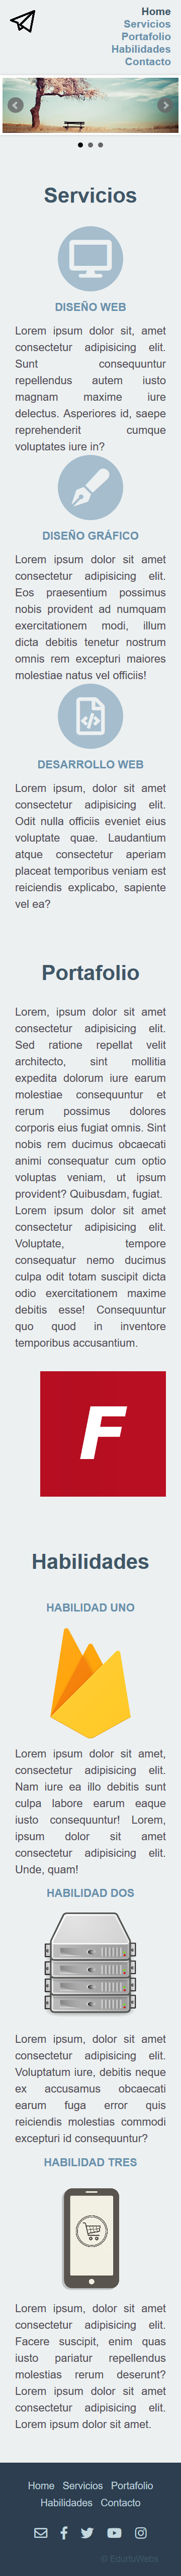 Home
Servicios
Portafolio
Habilidades
Contacto
Servicios
DISEÑO WEB
Lorem ipsum dolor sit, amet
consectetur adipisicing elit.
Sunt consequuntur
repellendus autem iusto
magnam maxime iure
delectus. Asperiores id, saepe
reprehenderit cumque
voluptates iure in?
DISEÑO GRÁFICO
Lorem ipsum dolor sit amet
consectetur adipisicing elit.
Eos praesentium possimus
nobis provident ad numquam
exercitationem modi, illum
dicta debitis tenetur nostrum
omnis rem excepturi maiores
molestiae natus vel officiis!
DESARROLLO WEB
Lorem ipsum, dolor sit amet
consectetur adipisicing elit.
Odit nulla officiis eveniet eius
voluptate quae. Laudantium
atque consectetur aperiam
placeat temporibus veniam est
reiciendis explicabo, sapiente
vel ea?
Portafolio
Lorem, ipsum dolor sit amet
consectetur adipisicing elit.
Sed ratione repellat velit
architecto, sint mollitia
expedita dolorum iure earum
molestiae consequuntur et
rerum possimus dolores
corporis eius fugiat omnis. Sint
nobis rem ducimus obcaecati
animi consequatur cum optio
voluptas veniam, ut ipsum
provident? Quibusdam, fugiat.
Lorem ipsum dolor sit amet
consectetur adipisicing elit.
Voluptate, tempore
consequatur nemo ducimus
culpa odit totam suscipit dicta
odio exercitationem maxime
debitis esse! Consequuntur
quo quod in inventore
temporibus accusantium.
F
Habilidades
HABILIDAD UNO
Lorem ipsum dolor sit amet,
consectetur adipisicing elit.
Nam iure ea illo debitis sunt
culpa labore earum eaque
iusto consequuntur! Lorem,
ipsum dolor sit amet
consectetur adipisicing elit.
Unde, quam!
HABILIDAD DOS
Lorem ipsum, dolor sit amet
consectetur adipisicing elit.
Voluptatum iure, debitis neque
ex accusamus obcaecati
earum fuga error quis
reiciendis molestias commodi
excepturi id consequuntur?
HABILIDAD TRES
Lorem ipsum, dolor sit amet
consectetur adipisicing elit.
Facere suscipit, enim quas
iusto pariatur repellendus
molestias rerum deserunt?
Lorem ipsum dolor sit amet
consectetur adipisicing elit.
Lorem ipsum dolor sit amet.
Home Servicios Portafolio
Habilidades Contacto
© EdurtuWebs